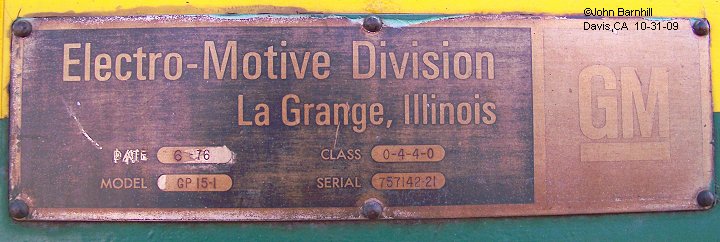 ©John Barnhill
Davis,CA 10-31-09
Electro-Motive Division
La Grange, Illinois
GM
DATE 6-76 CLASS 0-4-4-0
MODEL GP15-1 SERIAL 757142-21